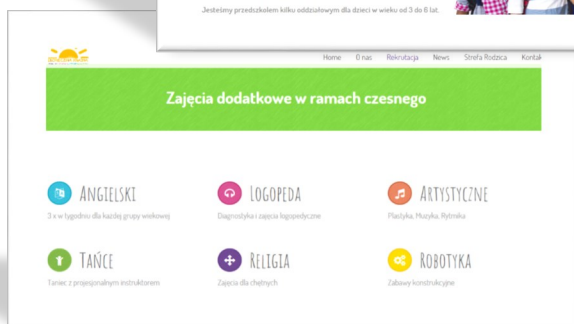 Jesteśmy przedszkolem kilku oddziałowym dla dzieci w wieku od 3 do 6 lat.
Home O nas Rekrutacja News Strefa Rodzica Kontak
Zajęcia dodatkowe w ramach czesnego
Angielski
3 x w tygodniu dla każdej grupy wiekowej
Logopeda
Diagnostyka i zajęcia logopedyczne
Artystyczne
Plastyka, Muzyka, Rytmika
Tańce
Taniec z projesjonalnym instruktorem
Religia
Zajęcia dla chętnych
Robotyka
Zabawy konstrukcyjne